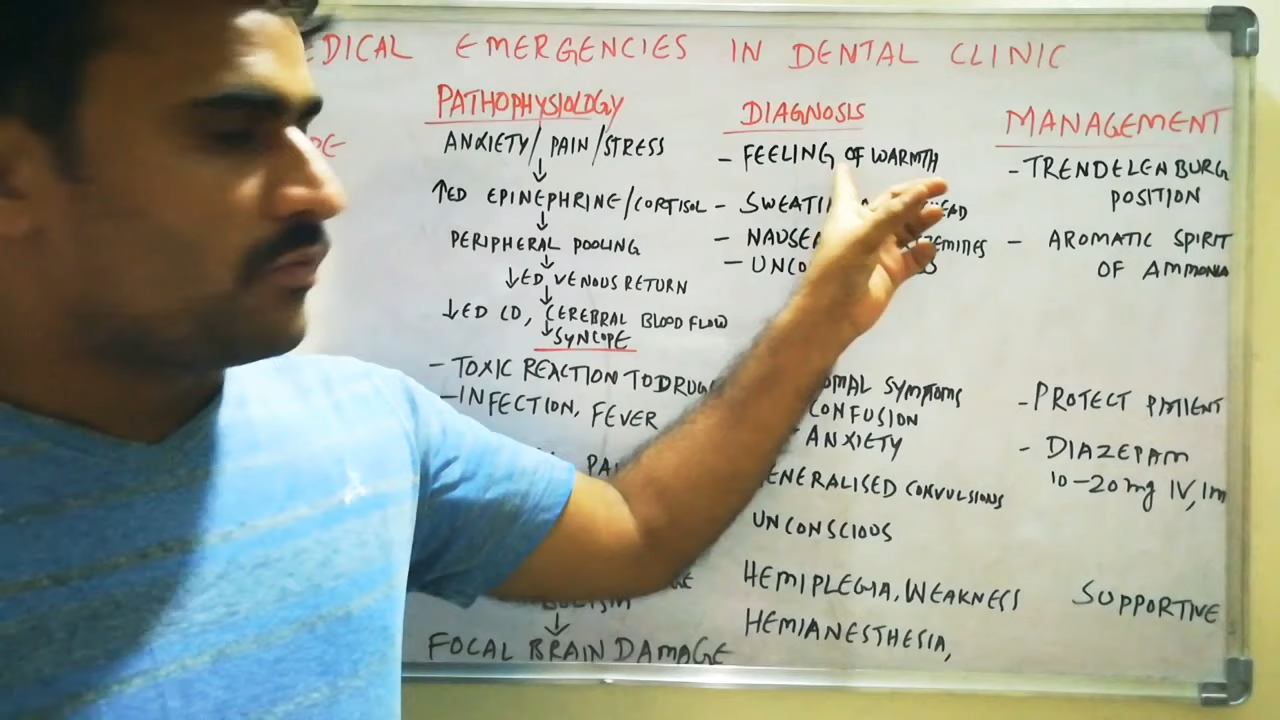 EDICAL EMERGENCIES IN DENTAL CLINIC
PATHOPHYSIOLOGY
ANXIETY/PAIN/STRESS
↓
↑ED EPINEPHRINE/CORTISOL
↓
PERIPHERAL POOLING
↓
↓ED VENOUS RETURN
↓
↓ED CO, CEREBRAL BLOOD FLOW
↓
SYNCOPE
- TOXIC REACTION TO DRUG
- INFECTION, FEVER
↓
FOCAL BRAIN DAMAGE
DIAGNOSIS
- FEELING OF WARMTH
- SWEATI
- NAUSEA
- UNCO
SYMPTOMS
CONFUSION
ANXIETY
ENERALISED CONVULSIONS
UNCONSCIOUS
HEMIPLEGIA, WEAKNESS
HEMIANESTHESIA,
MANAGEMENT
- TRENDELENBURG
POSITION
- AROMATIC SPIRIT
OF AMMONIA
- PROTECT PATIENT
- DIAZEPAM
10-20mg IV, IM
SUPPORTIVE